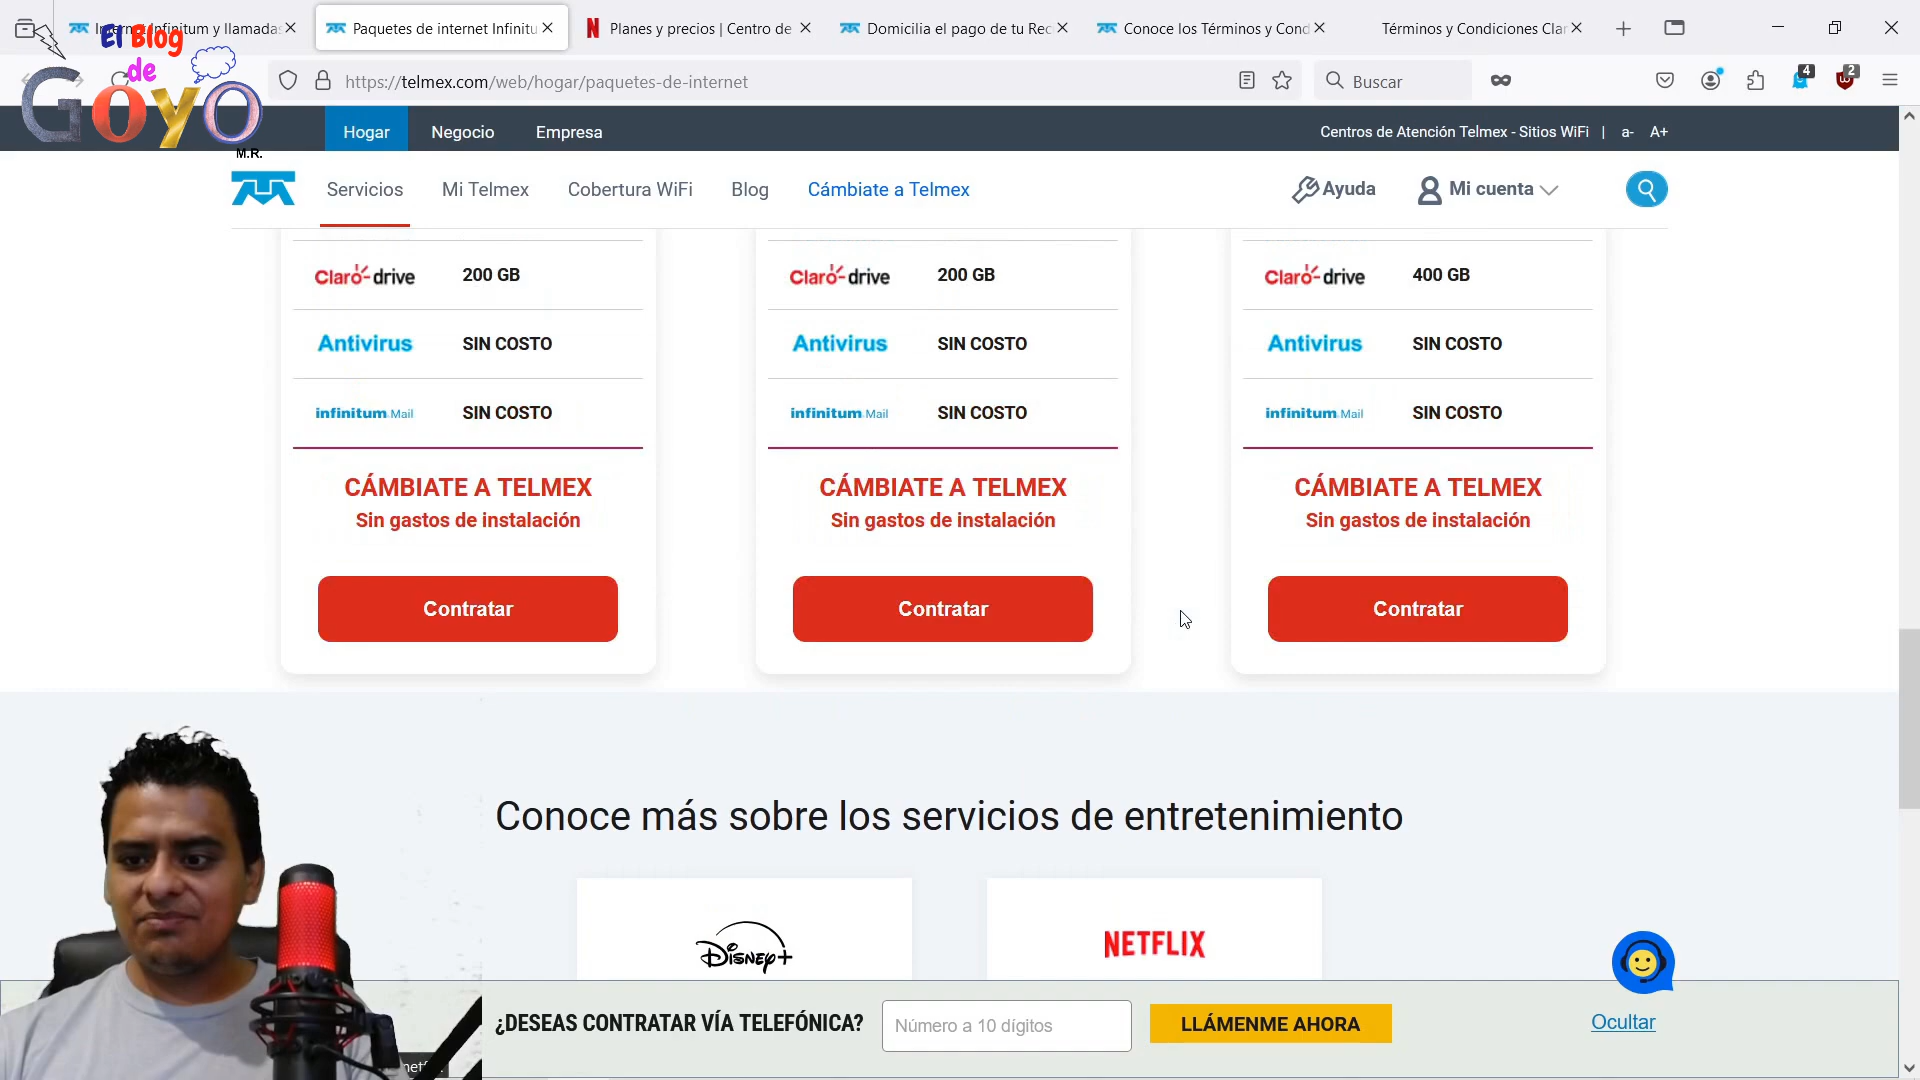 Internet Infinitum y llamadas
Paquetes de internet Infinitu
Planes y precios | Centro de
Domicilia el pago de tu Rec
Conoce los Términos y Cond
Términos y Condiciones Clar
El Blog
de
GOYO
M.R.
https://telmex.com/web/hogar/paquetes-de-internet
Buscar
4
2
Hogar
Negocio
Empresa
Centros de Atención Telmex - Sitios WiFi | a- A+
Servicios
Mi Telmex
Cobertura WiFi
Blog
Cámbiate a Telmex
Ayuda
Mi cuenta
Claro-drive 200 GB
Claro-drive 200 GB
Claro-drive 400 GB
Antivirus SIN COSTO
Antivirus SIN COSTO
Antivirus SIN COSTO
infinitum Mail SIN COSTO
infinitum Mail SIN COSTO
infinitum Mail SIN COSTO
CÁMBIATE A TELMEX
CÁMBIATE A TELMEX
CÁMBIATE A TELMEX
Sin gastos de instalación
Sin gastos de instalación
Sin gastos de instalación
Contratar
Contratar
Contratar
Conoce más sobre los servicios de entretenimiento
Disney+
NETFLIX
¿DESEAS CONTRATAR VÍA TELEFÓNICA?
Número a 10 dígitos
LLÁMENME AHORA
Ocultar